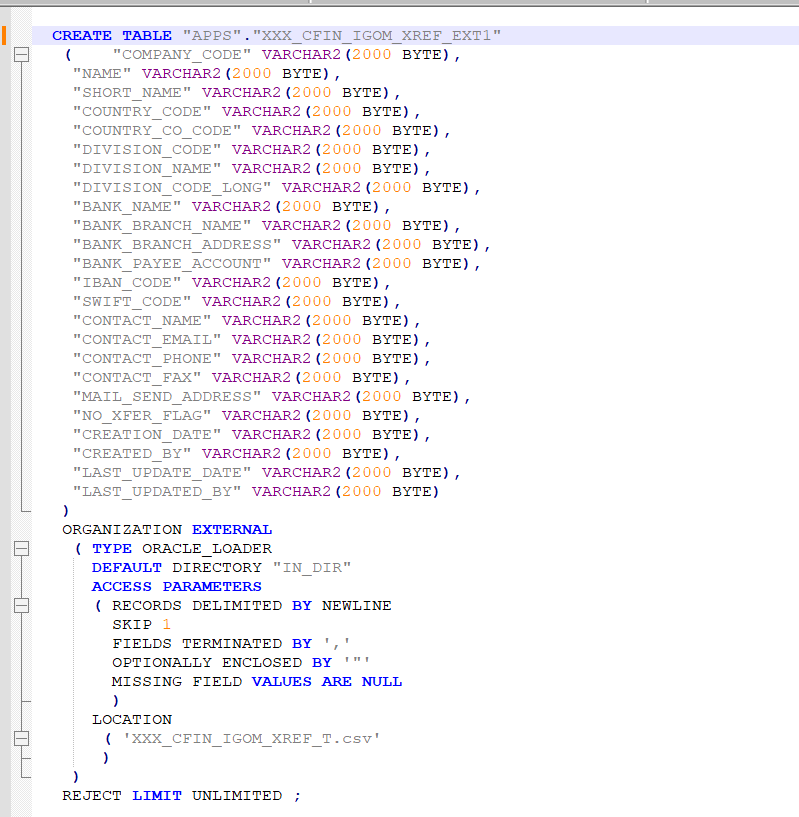 CREATE TABLE "APPS"."XXX_CFIN_IGOM_XREF_EXT1"
( "COMPANY_CODE" VARCHAR2(2000 BYTE),
"NAME" VARCHAR2(2000 BYTE),
"SHORT_NAME" VARCHAR2(2000 BYTE),
"COUNTRY_CODE" VARCHAR2(2000 BYTE),
"COUNTRY_CO_CODE" VARCHAR2(2000 BYTE),
"DIVISION_CODE" VARCHAR2(2000 BYTE),
"DIVISION_NAME" VARCHAR2(2000 BYTE),
"DIVISION_CODE_LONG" VARCHAR2(2000 BYTE),
"BANK_NAME" VARCHAR2(2000 BYTE),
"BANK_BRANCH_NAME" VARCHAR2(2000 BYTE),
"BANK_BRANCH_ADDRESS" VARCHAR2(2000 BYTE),
"BANK_PAYEE_ACCOUNT" VARCHAR2(2000 BYTE),
"IBAN_CODE" VARCHAR2(2000 BYTE),
"SWIFT_CODE" VARCHAR2(2000 BYTE),
"CONTACT_NAME" VARCHAR2(2000 BYTE),
"CONTACT_EMAIL" VARCHAR2(2000 BYTE),
"CONTACT_PHONE" VARCHAR2(2000 BYTE),
"CONTACT_FAX" VARCHAR2(2000 BYTE),
"MAIL_SEND_ADDRESS" VARCHAR2(2000 BYTE),
"NO_XFER_FLAG" VARCHAR2(2000 BYTE),
"CREATION_DATE" VARCHAR2(2000 BYTE),
"CREATED_BY" VARCHAR2(2000 BYTE),
"LAST_UPDATE_DATE" VARCHAR2(2000 BYTE),
"LAST_UPDATED_BY" VARCHAR2(2000 BYTE)
)
ORGANIZATION EXTERNAL
( TYPE ORACLE_LOADER
DEFAULT DIRECTORY "IN_DIR"
ACCESS PARAMETERS
( RECORDS DELIMITED BY NEWLINE
SKIP 1
FIELDS TERMINATED BY ','
OPTIONALLY ENCLOSED BY '"'
MISSING FIELD VALUES ARE NULL
)
LOCATION
( 'XXX_CFIN_IGOM_XREF_T.csv'
)
)
REJECT LIMIT UNLIMITED ;